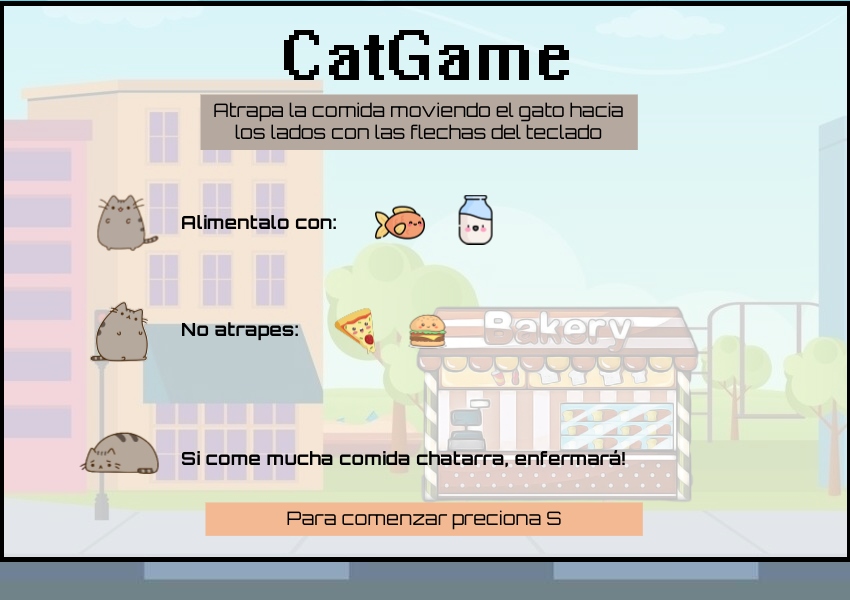 CatGame
Atrapa la comida moviendo el gato hacia
los lados con las flechas del teclado
Alimentalo con:
No atrapes:
Bakery
Si come mucha comida chatarra, enfermará!
Para comenzar preciona S